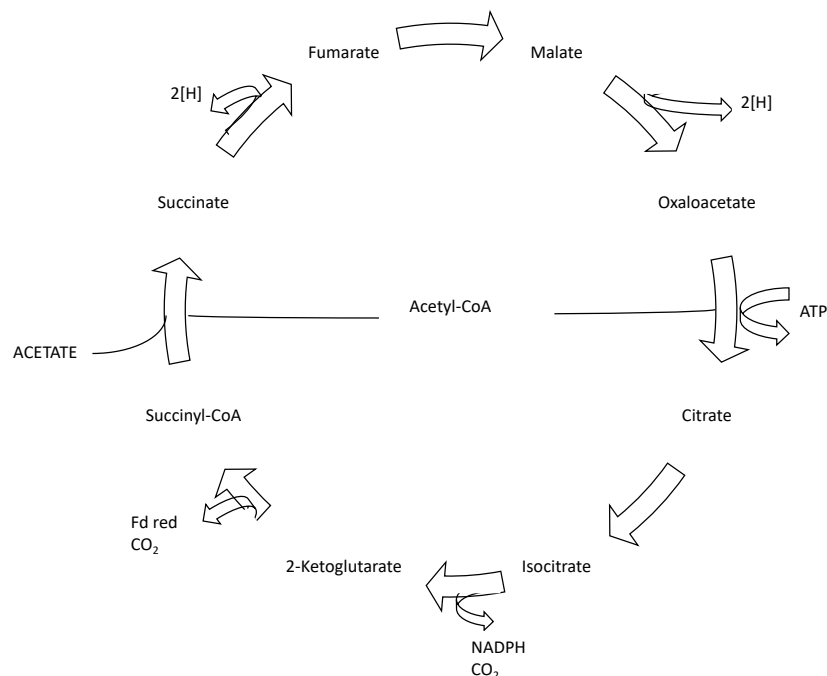 Fumarate
Malate
2[H]
2[H]
Succinate
Oxaloacetate
Acetyl-CoA
ATP
ACETATE
Succinyl-CoA
Citrate
Fd red
CO₂
2-Ketoglutarate
Isocitrate
NADPH
CO₂